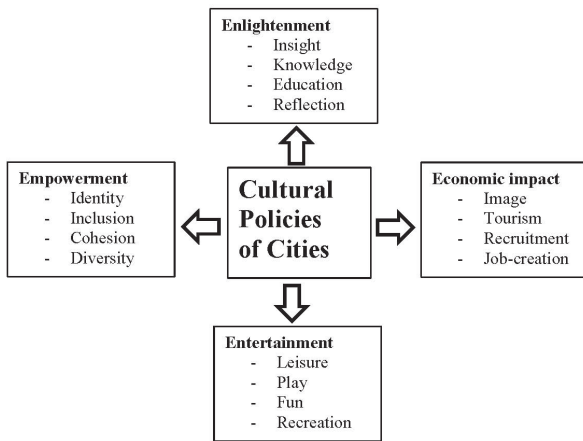 Enlightenment
- Insight
- Knowledge
- Education
- Reflection
Empowerment
- Identity
- Inclusion
- Cohesion
- Diversity
Cultural
Policies
of Cities
Economic impact
- Image
- Tourism
- Recruitment
- Job-creation
Entertainment
- Leisure
- Play
- Fun
- Recreation